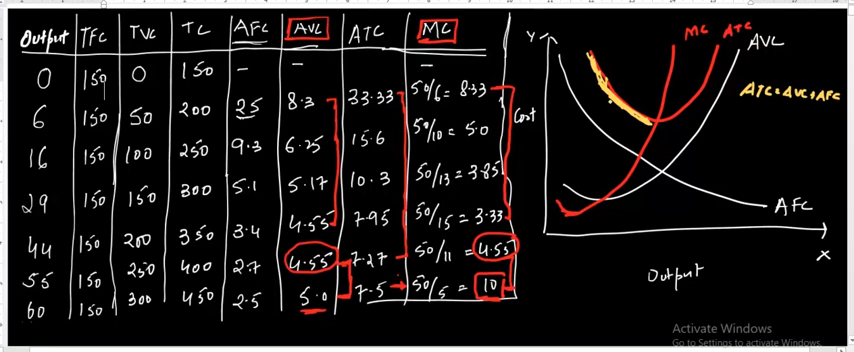 Output TFC TVC TC AFC AVC ATC MC
0 150 0 150 - - -
6 150 50 200 25 8.3 33.33 50/6 = 8.33
16 150 100 250 9.3 6.25 15.6 50/10 = 5.0
29 150 150 300 5.1 5.17 10.3 50/13 = 3.85
44 150 200 350 3.4 4.55 7.95 50/15 = 3.33
55 150 250 400 2.7 4.55 7.27 50/11 = 4.55
60 150 300 450 2.5 5.0 7.5 50/5 = 10
Y
MC ATC
AVC
ATC = AVC + AFC
Cost
AFC
X
Output
Activate Windows
Go to Settings to activate Windows.